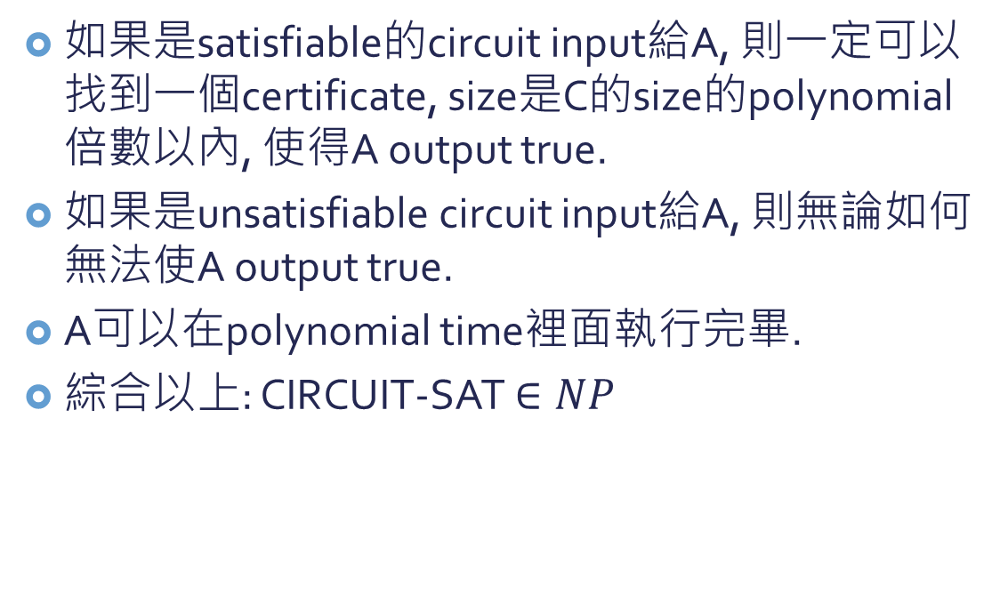 如果是satisfiable的circuit input給A, 則一定可以
找到一個certificate, size是C的size的polynomial
倍數以內, 使得A output true.
如果是unsatisfiable circuit input給A, 則無論如何
無法使A output true.
A可以在polynomial time裡面執行完畢.
綜合以上: CIRCUIT-SAT ∈ NP